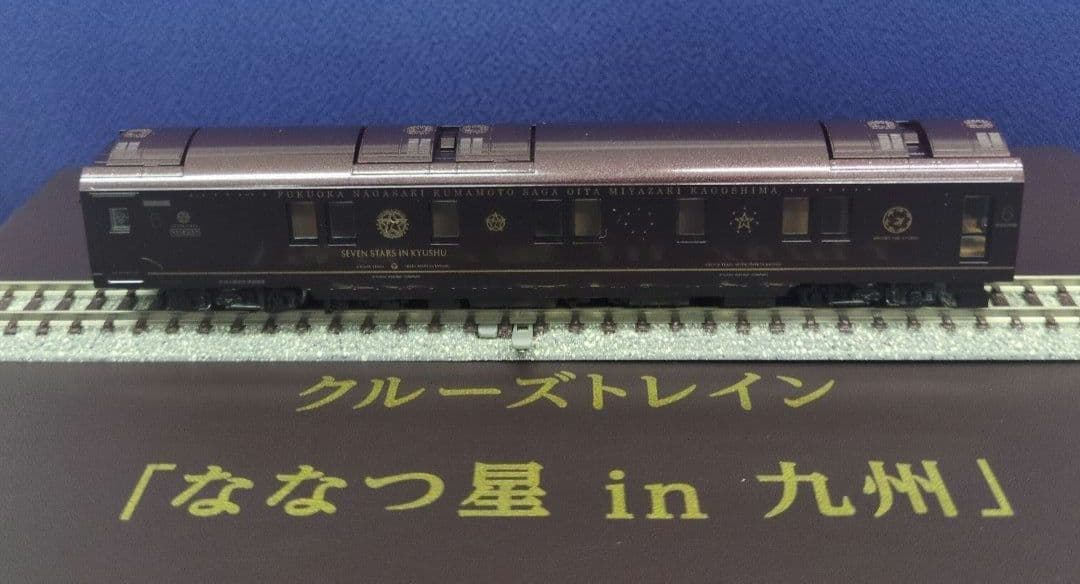 FUKUOKA NAGASAKI KUMAMOTO SAGA OITA MIYAZAKI KAGOSHIMA
SEVEN STARS IN KYUSHU
クルーズトレイン
「ななつ星 in 九州」